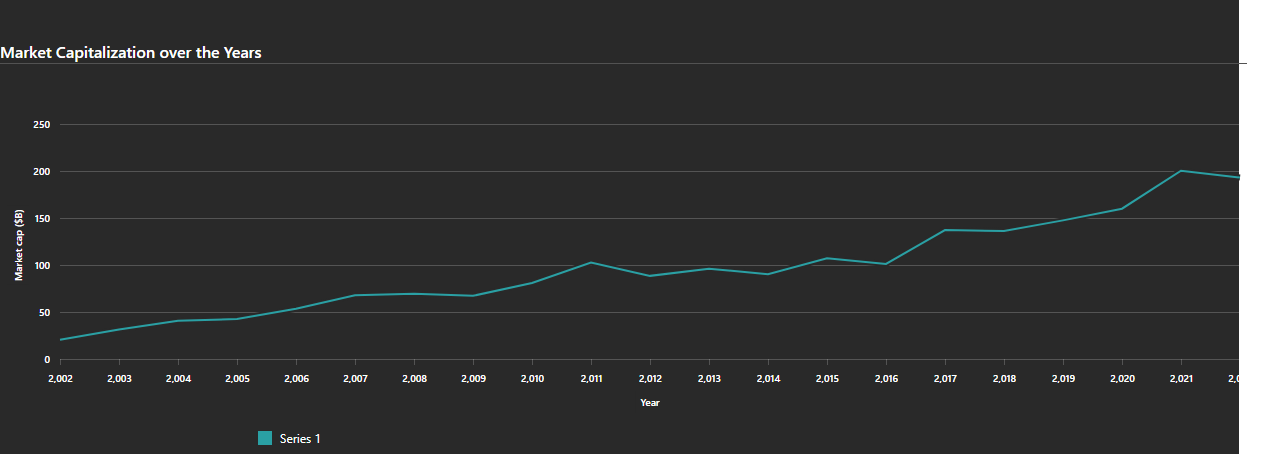 Market Capitalization over the Years
250
200
150
100
50
0
Market cap ($B)
2,002 2,003 2,004 2,005 2,006 2,007 2,008 2,009 2,010 2,011 2,012 2,013 2,014 2,015 2,016 2,017 2,018 2,019 2,020 2,021
Year
Series 1